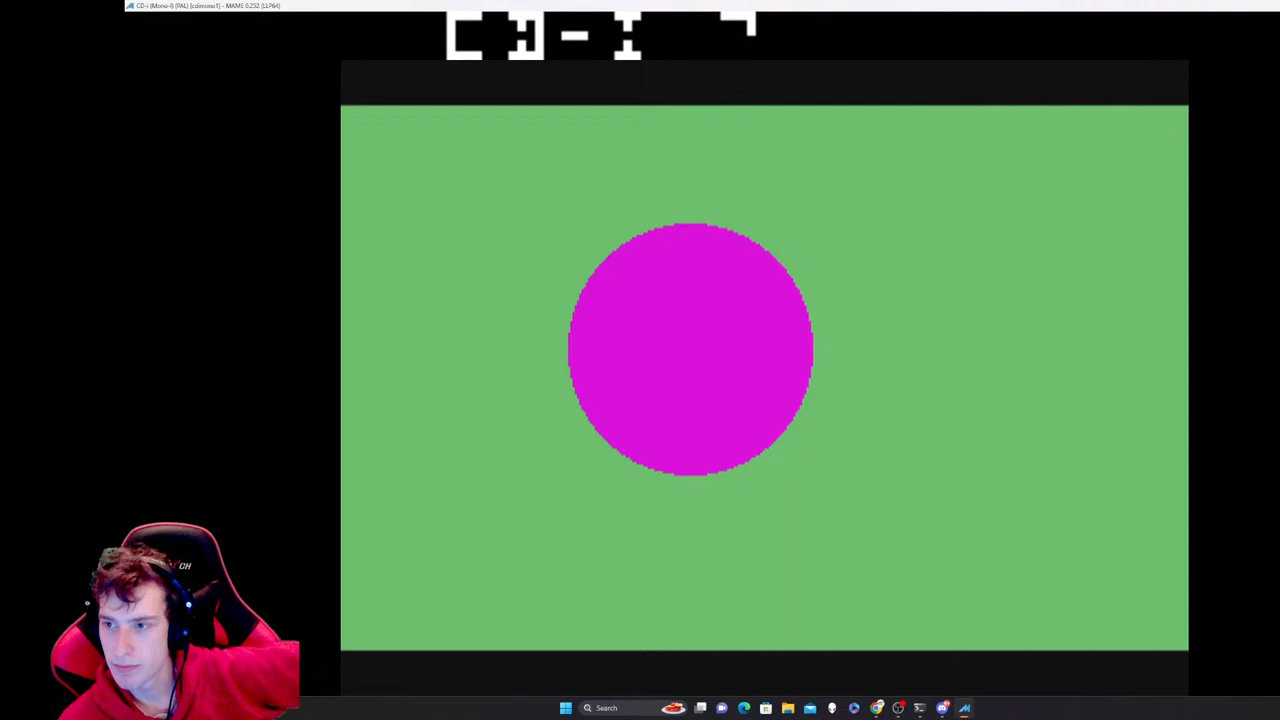 CD-i (Mono-I) (PAL) [cdimono1] - MAME 0.252 (LLP64)
CD-I
CH
Search